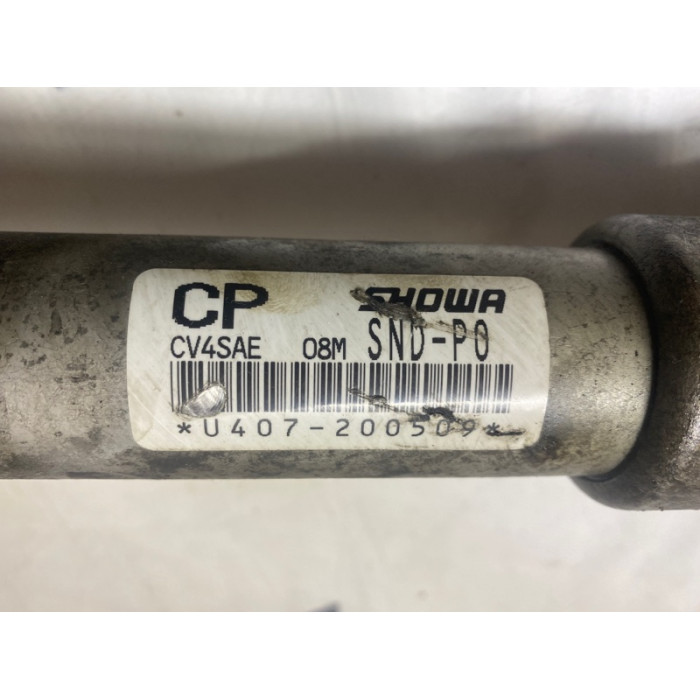 CP SHOWA
CV4SAE 08M SND-P0
*U407-200509*